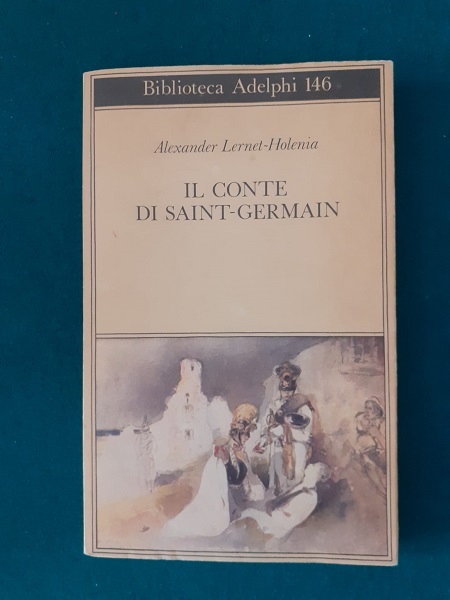 Biblioteca Adelphi 146
Alexander Lernet-Holenia
IL CONTE
DI SAINT-GERMAIN